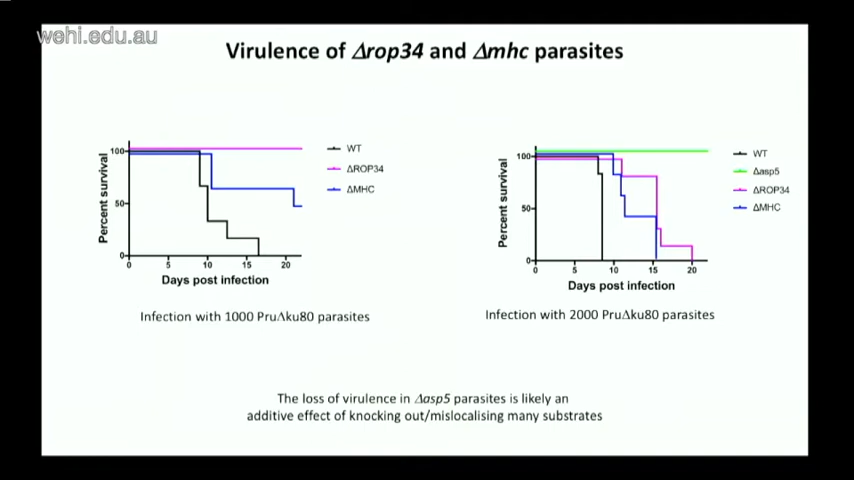 wehi.edu.au
Virulence of Δrop34 and Δmhc parasites
Percent survival
100
50
0
0 5 10 15 20
Days post infection
WT
ΔROP34
ΔMHC
Infection with 1000 PruΔku80 parasites
Percent survival
100
50
0
0 5 10 15 20
Days post infection
WT
Δasp5
ΔROP34
ΔMHC
Infection with 2000 PruΔku80 parasites
The loss of virulence in Δasp5 parasites is likely an
additive effect of knocking out/mislocalising many substrates